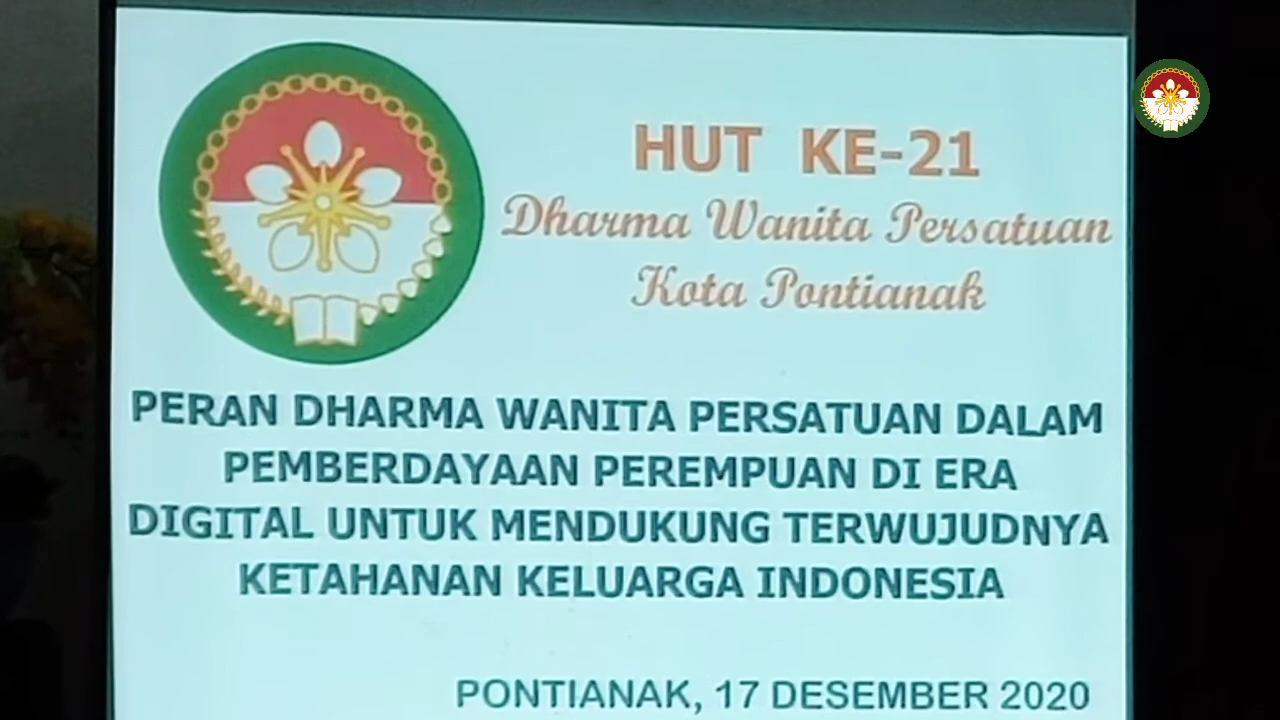 HUT KE-21
Dharma Wanita Persatuan
Kota Pontianak
PERAN DHARMA WANITA PERSATUAN DALAM
PEMBERDAYAAN PEREMPUAN DI ERA
DIGITAL UNTUK MENDUKUNG TERWUJUDNYA
KETAHANAN KELUARGA INDONESIA
PONTIANAK, 17 DESEMBER 2020